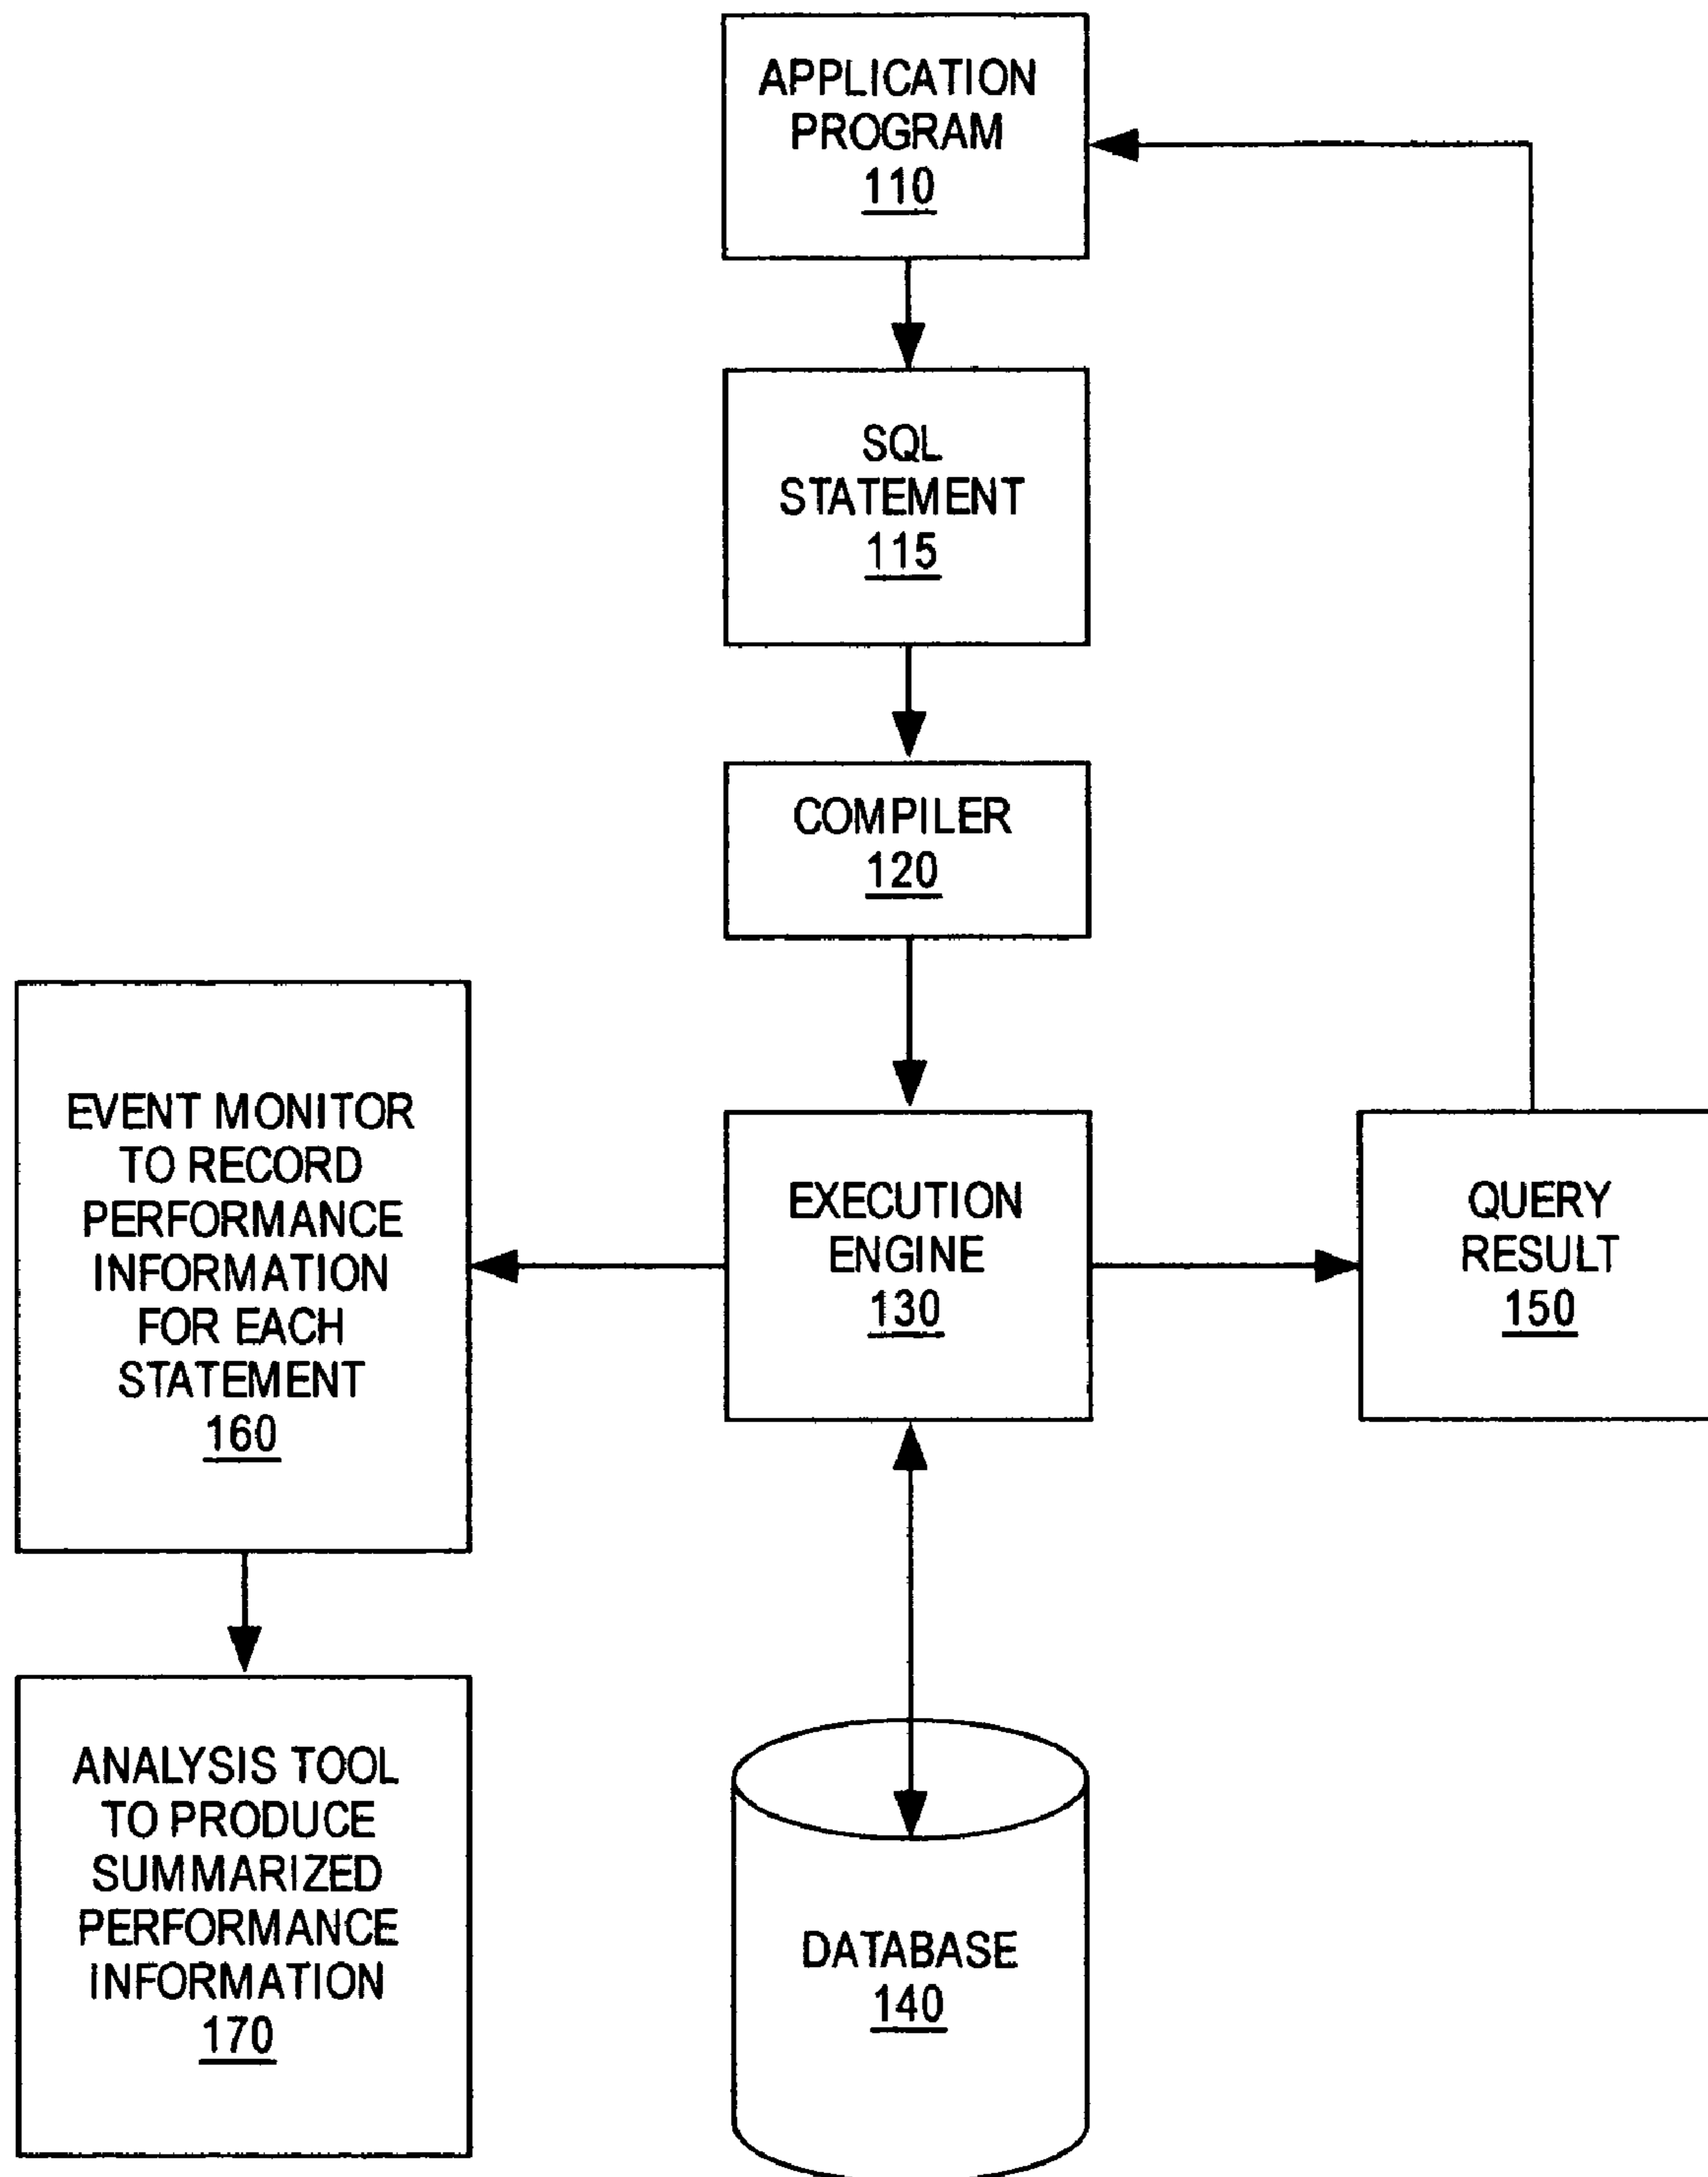 APPLICATION
PROGRAM
110
SQL
STATEMENT
115
COMPILER
120
EVENT MONITOR
TO RECORD
PERFORMANCE
INFORMATION
FOR EACH
STATEMENT
160
EXECUTION
ENGINE
130
QUERY
RESULT
150
ANALYSIS TOOL
TO PRODUCE
SUMMARIZED
PERFORMANCE
INFORMATION
170
DATABASE
140